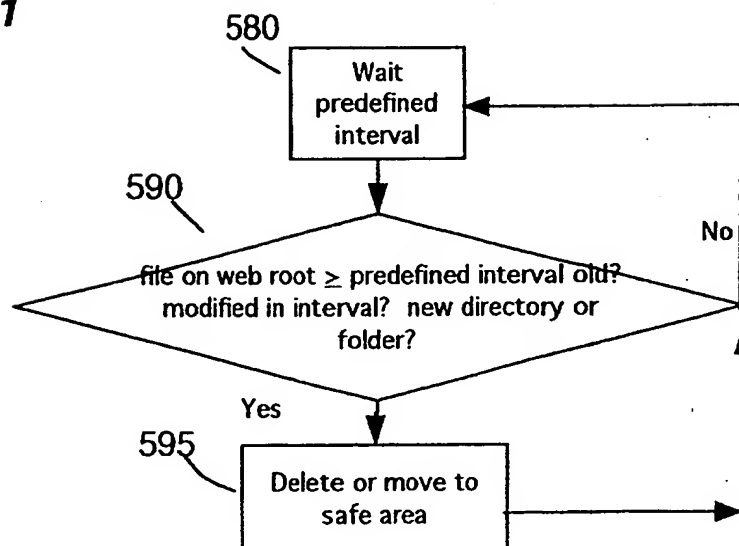 1
580
Wait
predefined
interval
590
No
file on web root ≥ predefined interval old?
modified in interval? new directory or
folder?
Yes
595
Delete or move to
safe area